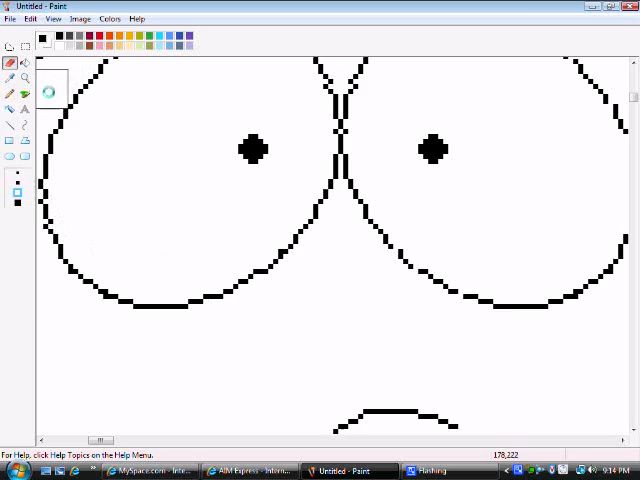 Untitled - Paint
File Edit View Image Colors Help
For Help, click Help Topics on the Help Menu.
178,222
MySpace.com - Inte...
AIM Express - Intern...
Untitled - Paint
Flashing
9:14 PM